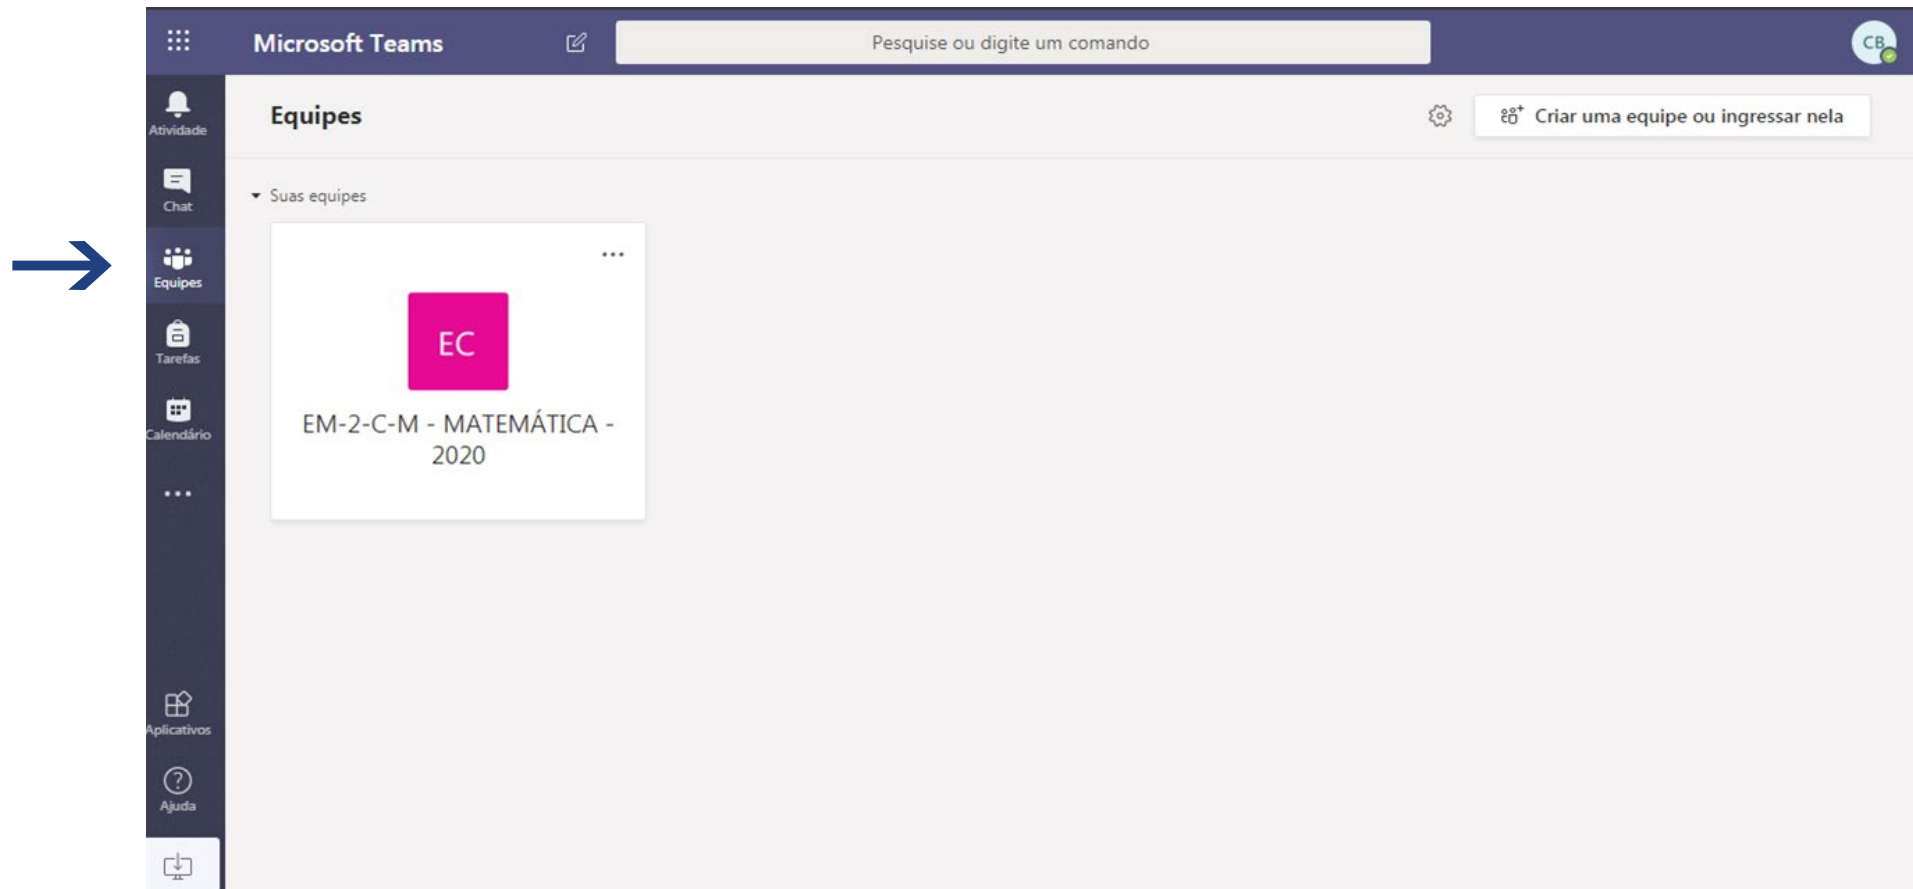 Microsoft Teams
Pesquise ou digite um comando
CB
Atividade
Chat
Equipes
Tarefas
Calendário
Aplicativos
Ajuda
Equipes
Criar uma equipe ou ingressar nela
Suas equipes
EC
EM-2-C-M - MATEMÁTICA -
2020